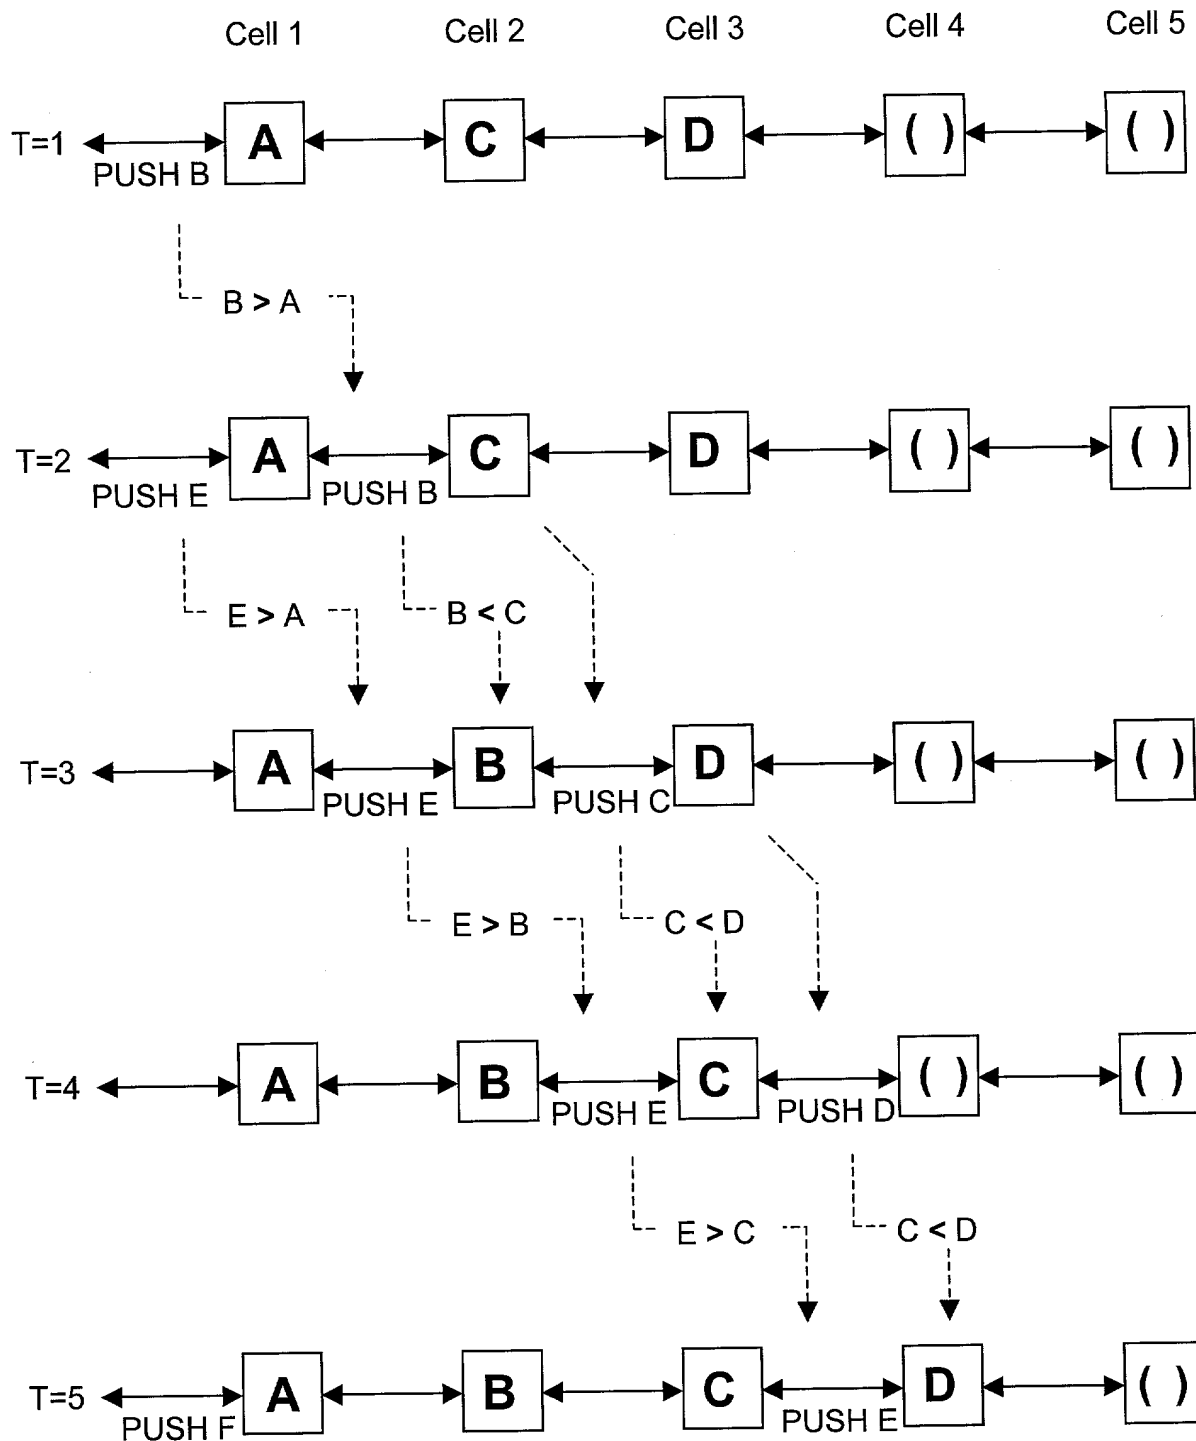 Cell 1 Cell 2 Cell 3 Cell 4 Cell 5
T=1 A C D ( ) ( )
PUSH B
B > A
T=2 A C D ( ) ( )
PUSH E PUSH B
E > A B < C
T=3 A B D ( ) ( )
PUSH E PUSH C
E > B C < D
T=4 A B C ( ) ( )
PUSH E PUSH D
E > C C < D
T=5 A B C D ( )
PUSH F PUSH E